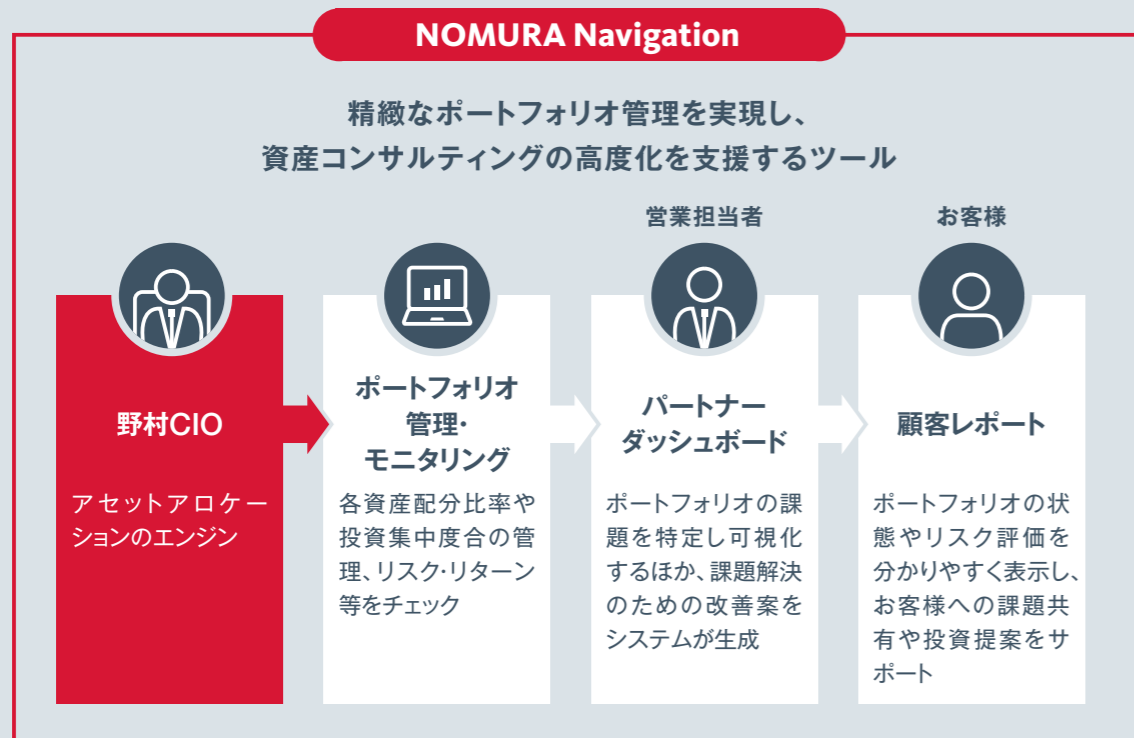 NOMURA Navigation
精緻なポートフォリオ管理を実現し、
資産コンサルティングの高度化を支援するツール
野村CIO
アセットアロケー
ションのエンジン
ポートフォリオ
管理・
モニタリング
各資産配分比率や
投資集中度合の管
理、リスク・リターン
等をチェック
営業担当者
パートナー
ダッシュボード
ポートフォリオの課
題を特定し可視化
するほか、課題解決
のための改善案を
システムが生成
お客様
顧客レポート
ポートフォリオの状
態やリスク評価を
分かりやすく表示し、
お客様への課題共
有や投資提案をサ
ポート